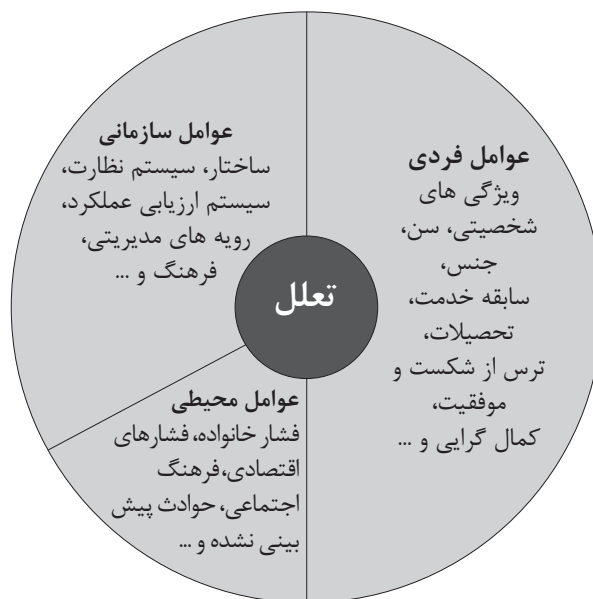 عوامل فردی
ویژگی های
شخصیتی، سن،
جنس،
سابقه خدمت،
تحصیلات،
ترس از شکست و
موفقیت،
کمال گرایی و ...
عوامل سازمانی
ساختار، سیستم نظارت،
سیستم ارزیابی عملکرد،
رویه های مدیریتی،
فرهنگ و ...
تعلل
عوامل محیطی
فشار خانواده، فشارهای
اقتصادی،فرهنگ
اجتماعی، حوادث پیش
بینی نشده و ...